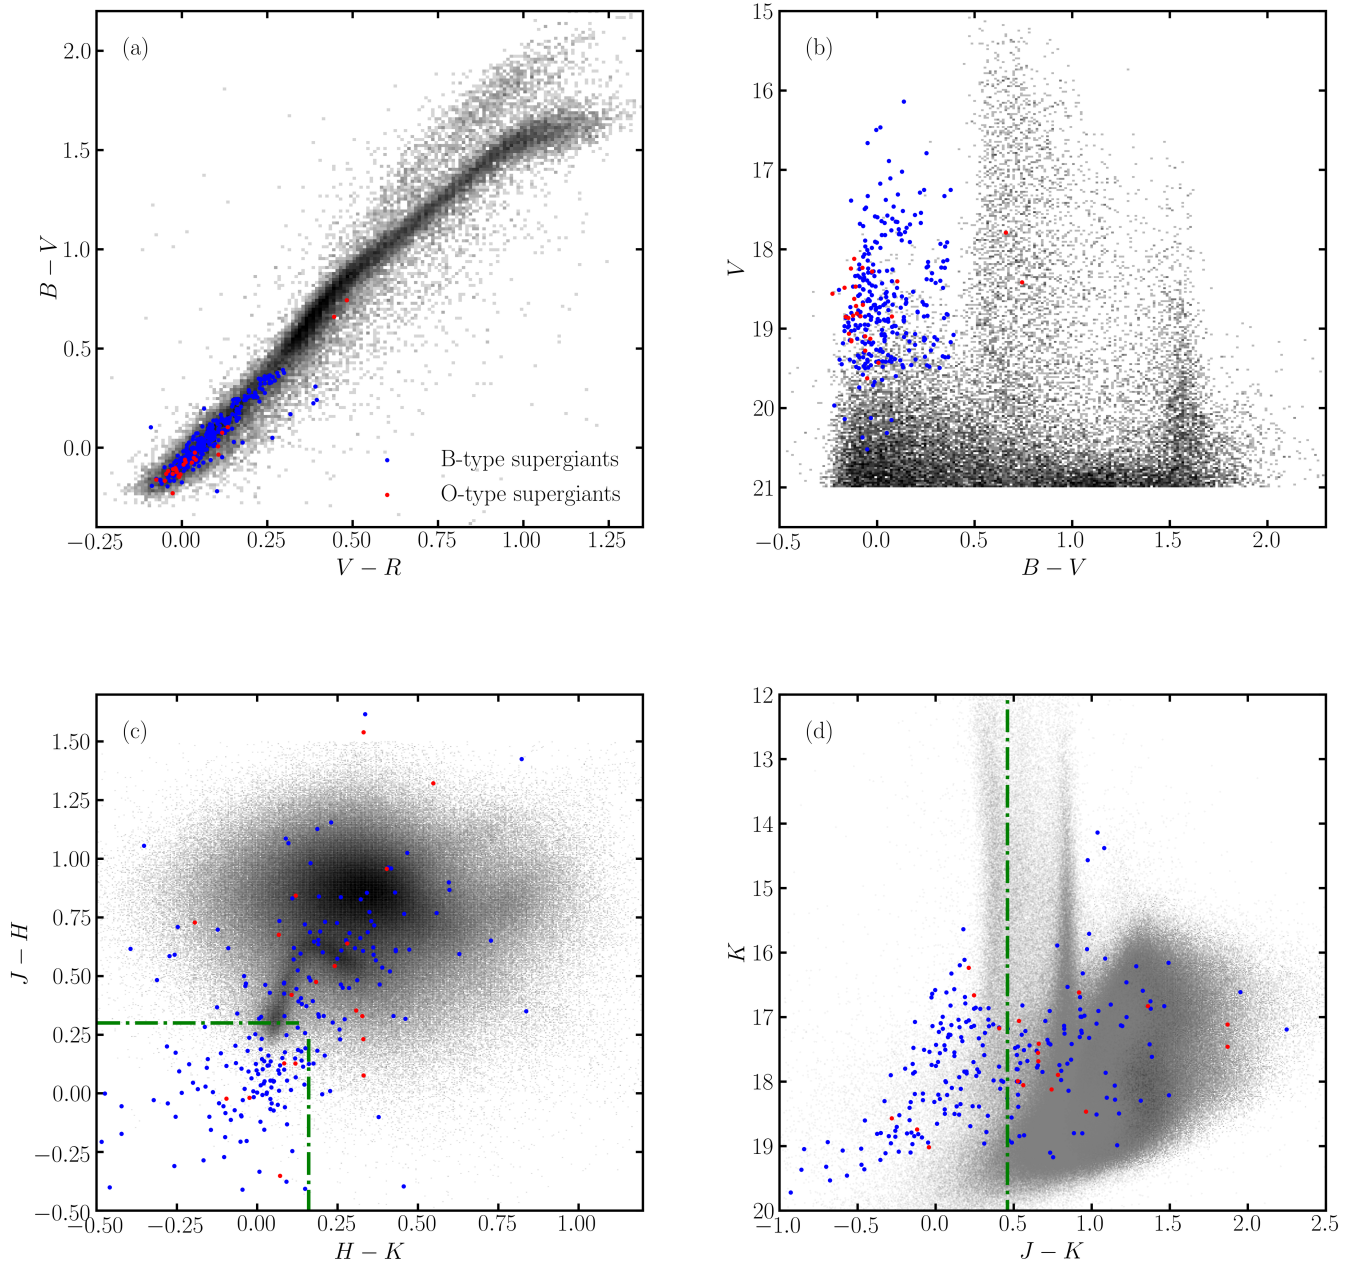 (a)
2.0
1.5
1.0
0.5
0.0
B − V
B-type supergiants
O-type supergiants
−0.25 0.00 0.25 0.50 0.75 1.00 1.25
V − R
(b)
15
16
17
18
19
20
21
V
−0.5 0.0 0.5 1.0 1.5 2.0
B − V
(c)
1.50
1.25
1.00
0.75
0.50
0.25
0.00
−0.25
−0.50
J − H
−0.50 −0.25 0.00 0.25 0.50 0.75 1.00
H − K
(d)
12
13
14
15
16
17
18
19
20
K
−1.0 −0.5 0.0 0.5 1.0 1.5 2.0 2.5
J − K